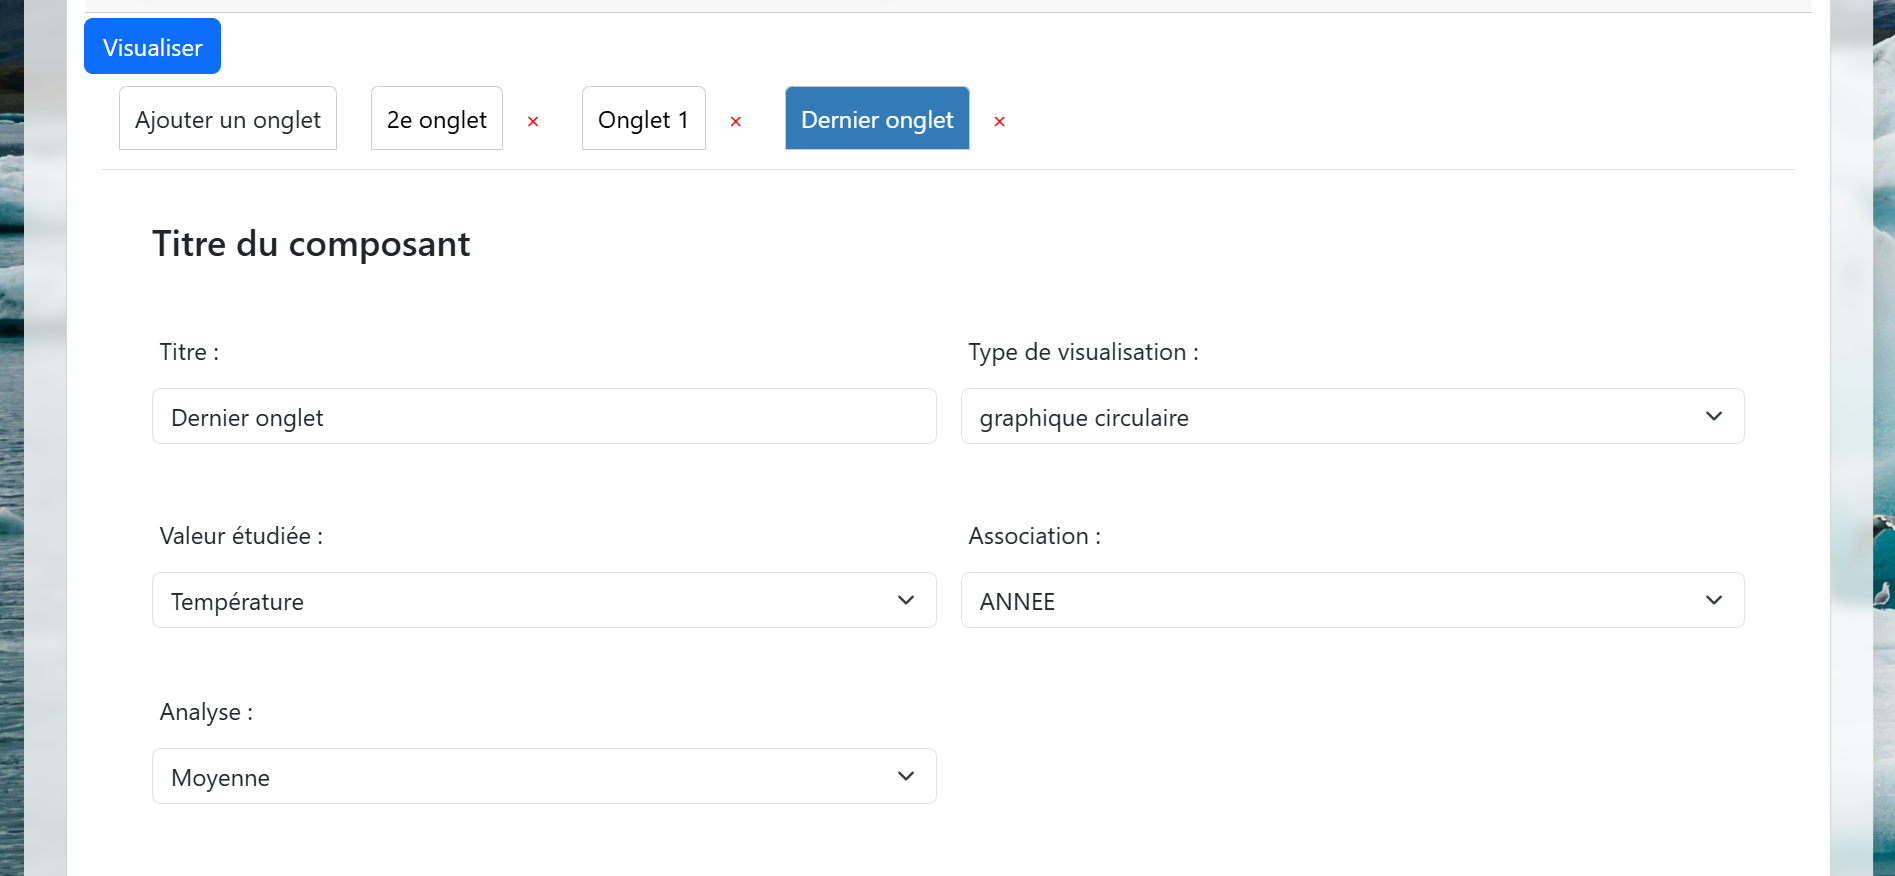 Visualiser
Ajouter un onglet 2e onglet × Onglet 1 × Dernier onglet ×
Titre du composant
Titre : Type de visualisation :
Dernier onglet graphique circulaire
Valeur étudiée : Association :
Température ANNEE
Analyse :
Moyenne